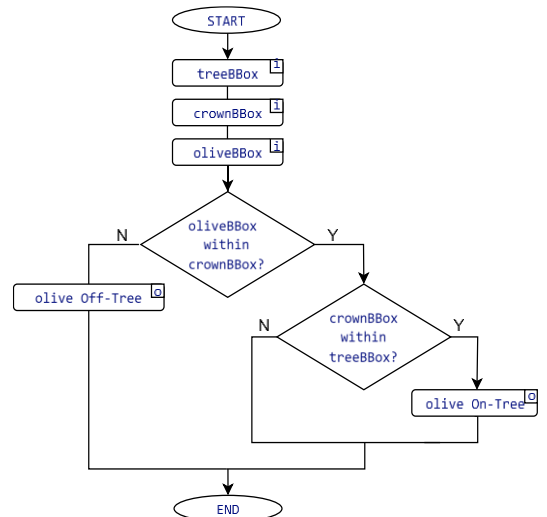 START
treeBBox
i
crownBBox
i
oliveBBox
i
oliveBBox
within
crownBBox?
N
Y
olive Off-Tree
o
crownBBox
within
treeBBox?
N
Y
olive On-Tree
o
END